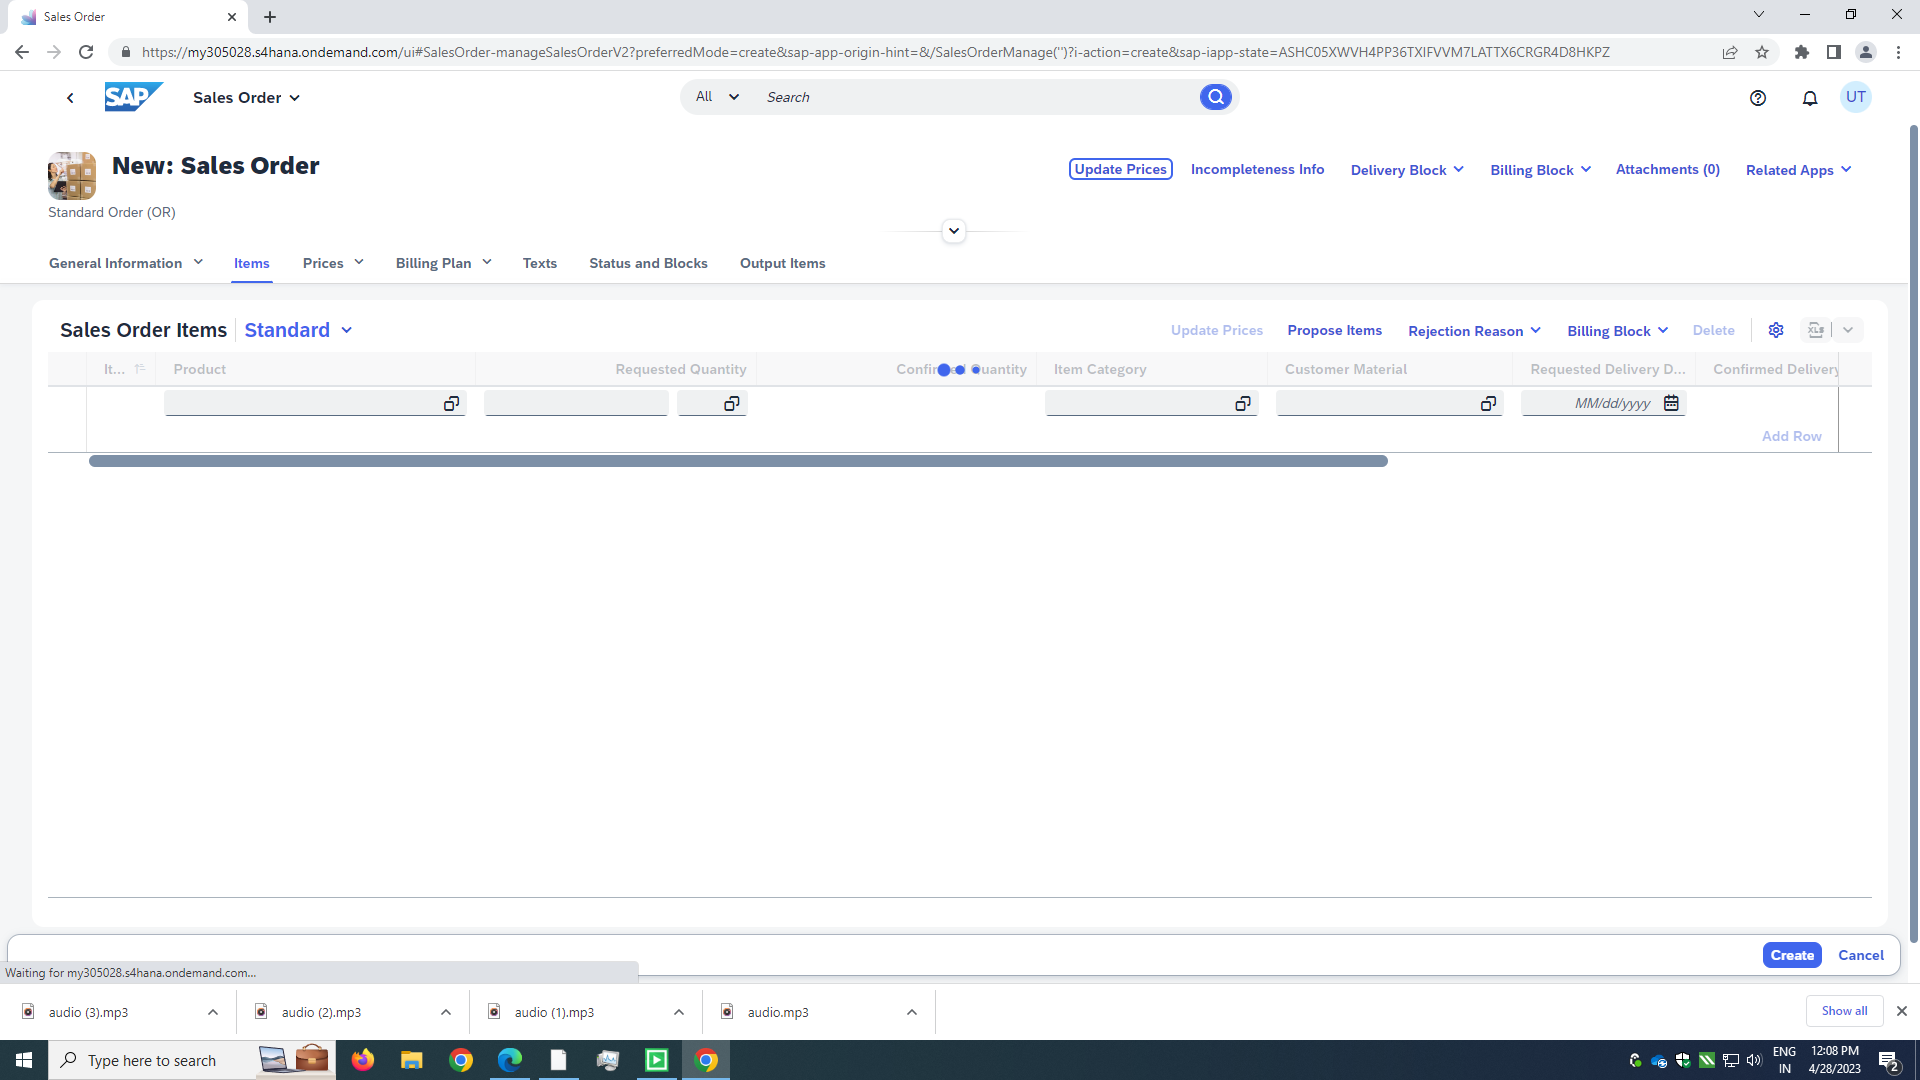 Sales Order
https://my305028.s4hana.ondemand.com/ui#SalesOrder-manageSalesOrderV2?preferredMode=create&sap-app-origin-hint=&/SalesOrderManage('')?i-action=create&sap-iapp-state=ASHC05XWVH4PP36TXIFVVM7LATTX6CRGR4D8HKPZ
SAP Sales Order All Search UT
New: Sales Order
Update Prices Incompleteness Info Delivery Block Billing Block Attachments (0) Related Apps
Standard Order (OR)
General Information Items Prices Billing Plan Texts Status and Blocks Output Items
Sales Order Items Standard Update Prices Propose Items Rejection Reason Billing Block Delete XLS
It... Product Requested Quantity Confirmed Quantity Item Category Customer Material Requested Delivery D... Confirmed Delivery
MM/dd/yyyy
Add Row
Create Cancel
Waiting for my305028.s4hana.ondemand.com...
audio (3).mp3 audio (2).mp3 audio (1).mp3 audio.mp3 Show all
Type here to search
ENG 12:08 PM
IN 4/28/2023 2